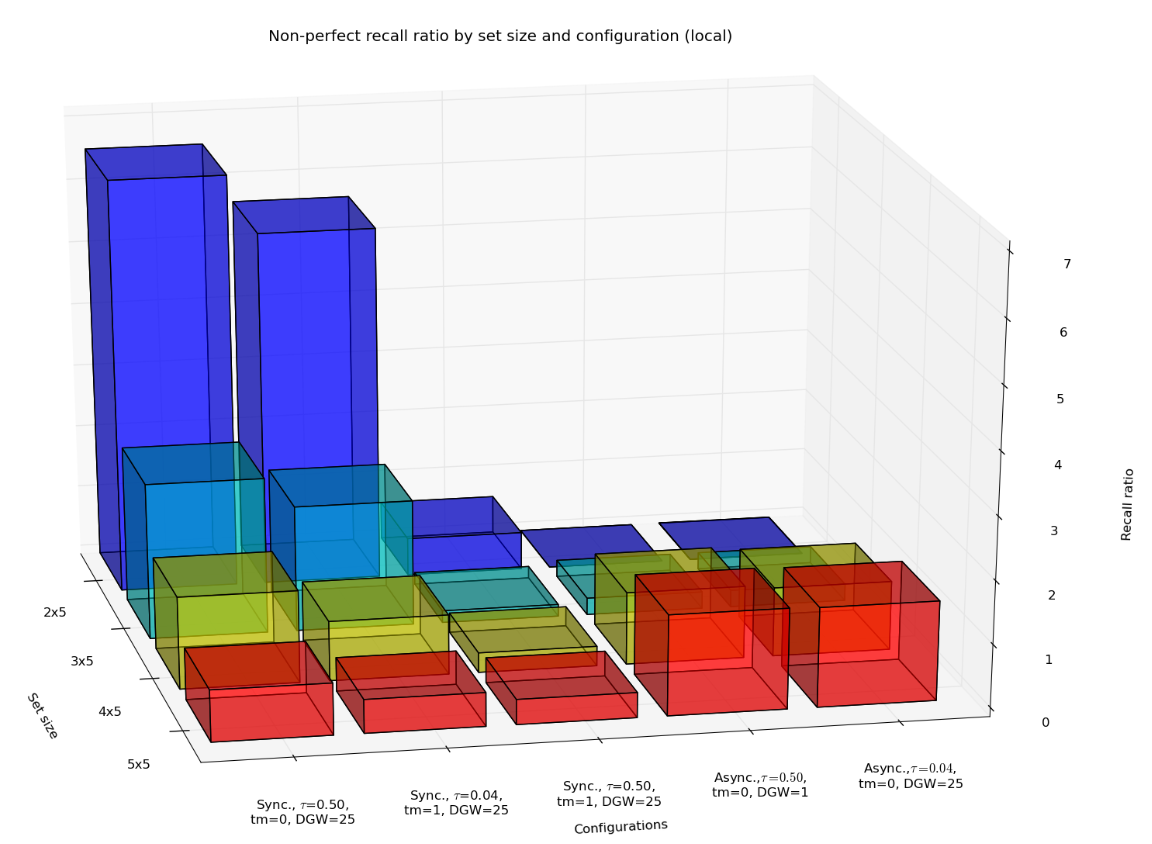 Non-perfect recall ratio by set size and configuration (local)
7
6
5
4
3
2
1
0
Recall ratio
2x5
3x5
4x5
5x5
Set size
Sync., τ=0.50,
tm=0, DGW=25
Sync., τ=0.04,
tm=1, DGW=25
Sync., τ=0.50,
tm=1, DGW=25
Async.,τ=0.50,
tm=0, DGW=1
Async.,τ=0.04,
tm=0, DGW=25
Configurations